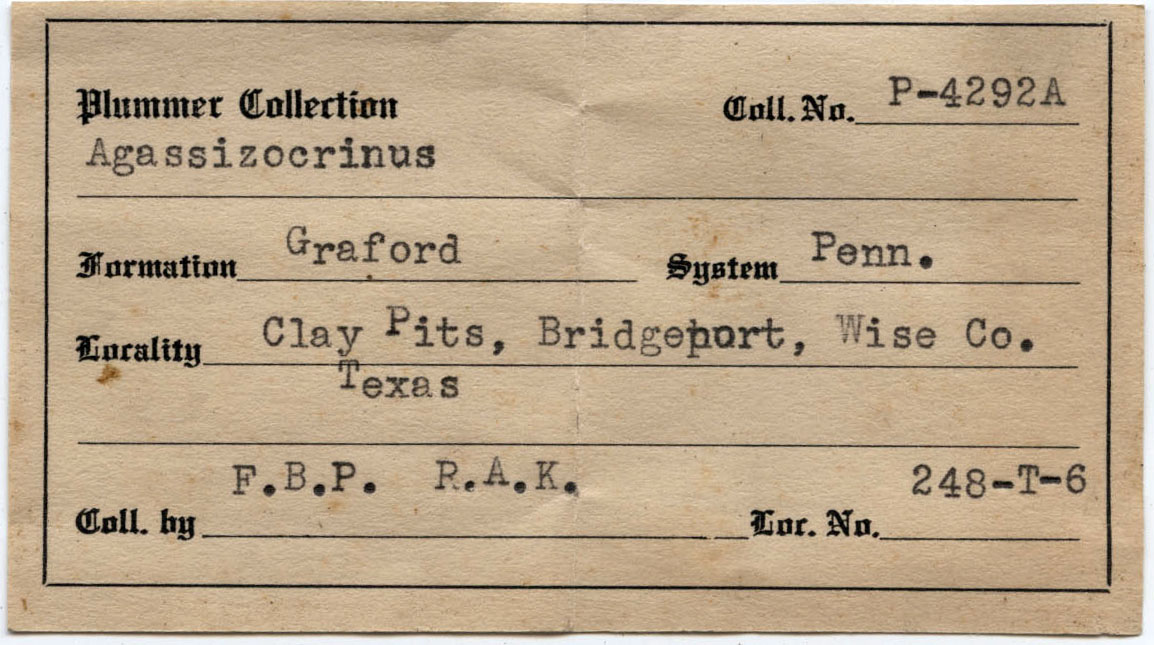 Plummer Collection Coll. No. P-4292A
Agassizocrinus
Formation Graford System Penn.
Locality Clay Pits, Bridgeport, Wise Co.
Texas
F.B.P. R.A.K. 248-T-6
Coll. by Loc. No.